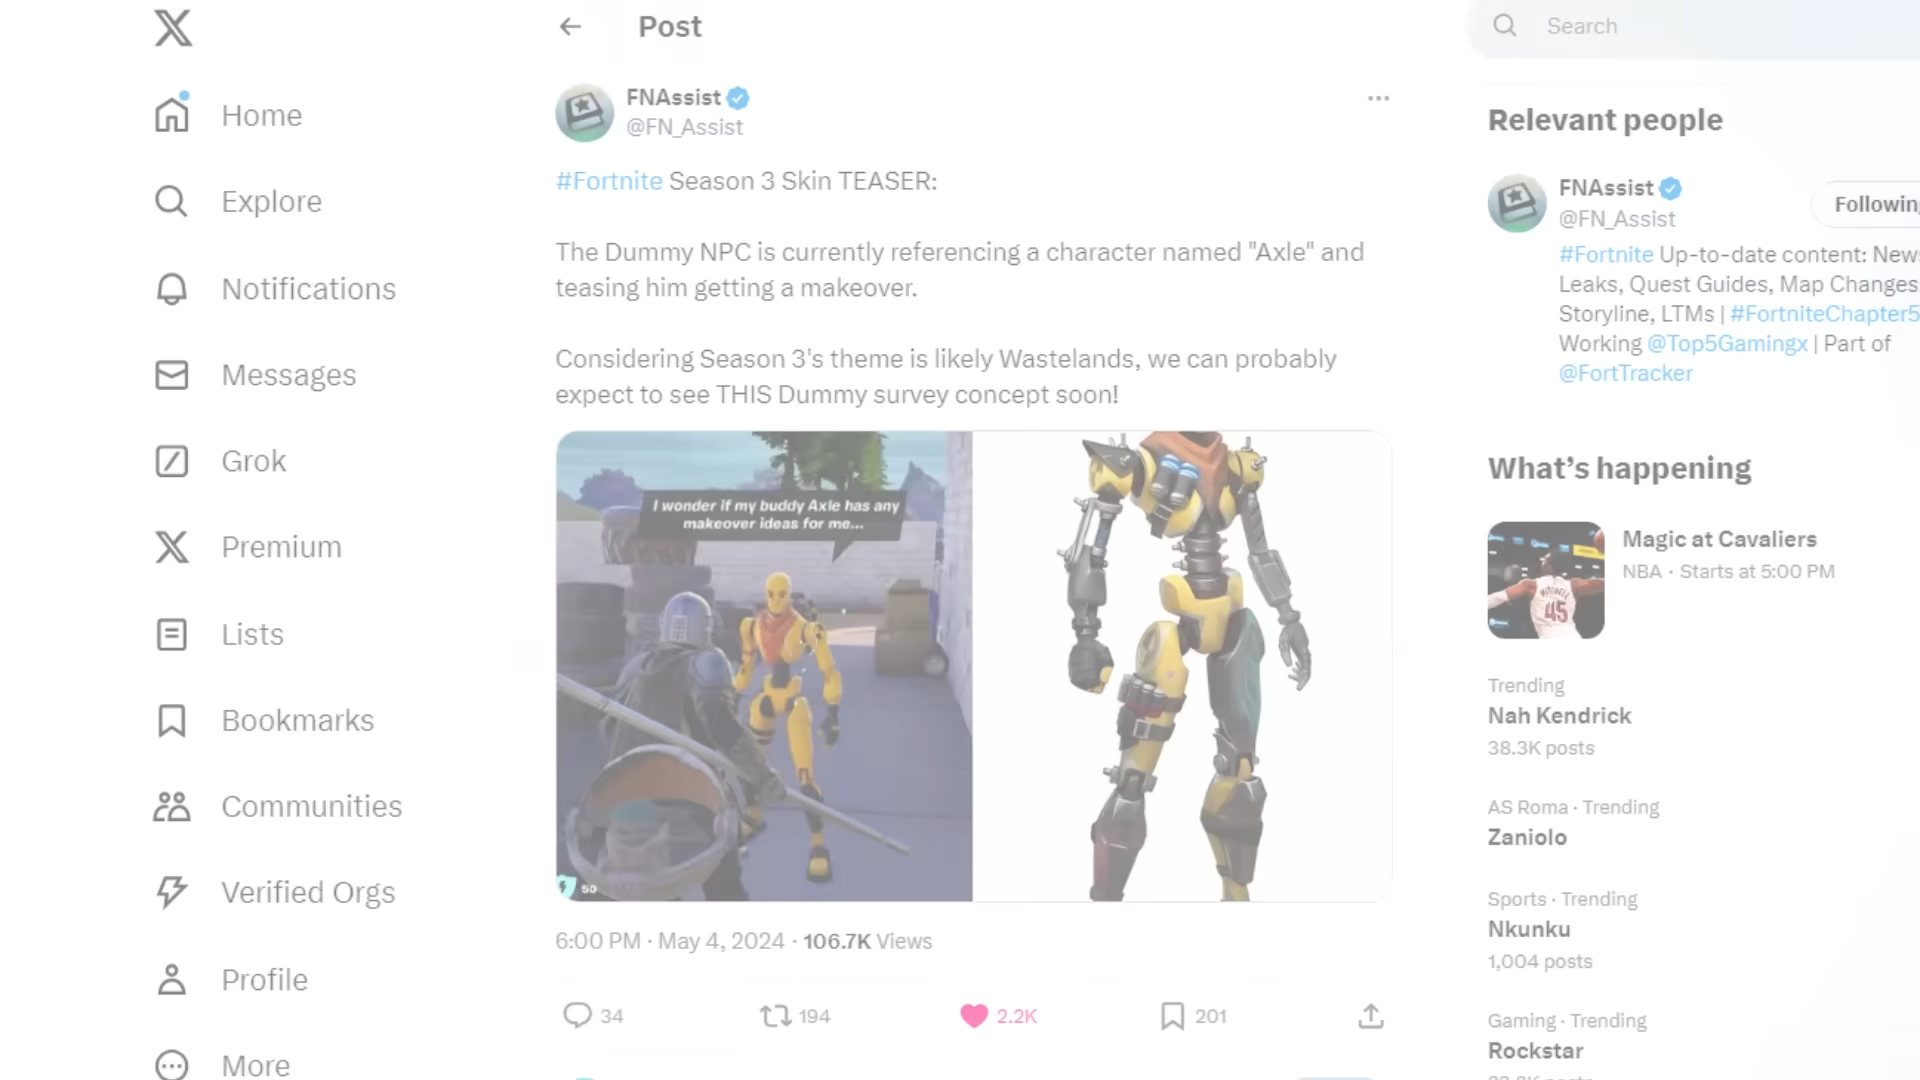 Home
Explore
Notifications
Messages
Grok
Premium
Lists
Bookmarks
Communities
Verified Orgs
Profile
More
Post
FNAssist
@FN_Assist
#Fortnite Season 3 Skin TEASER:
The Dummy NPC is currently referencing a character named "Axle" and
teasing him getting a makeover.
Considering Season 3's theme is likely Wastelands, we can probably
expect to see THIS Dummy survey concept soon!
I wonder if my buddy Axle has any
makeover ideas for me...
50
6:00 PM · May 4, 2024 · 106.7K Views
34
194
2.2K
201
Search
Relevant people
FNAssist
@FN_Assist
Following
#Fortnite Up-to-date content: News
Leaks, Quest Guides, Map Changes,
Storyline, LTMs | #FortniteChapter5
Working @Top5Gamingx | Part of
@FortTracker
What's happening
MITCHELL
45
Magic at Cavaliers
NBA · Starts at 5:00 PM
Trending
Nah Kendrick
38.3K posts
AS Roma · Trending
Zaniolo
Sports · Trending
Nkunku
1,004 posts
Gaming · Trending
Rockstar